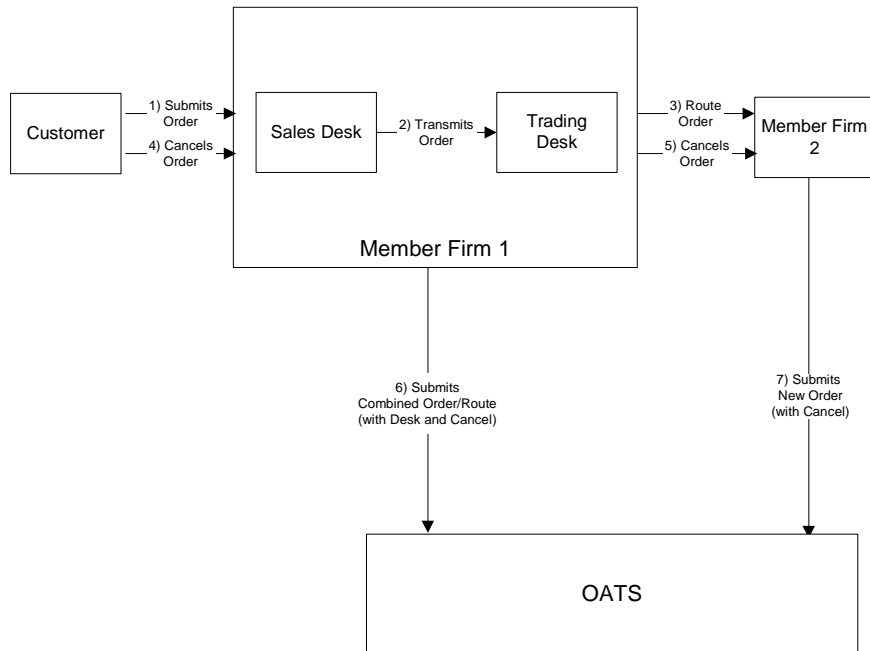 Customer
1) Submits
Order
4) Cancels
Order
Sales Desk
2) Transmits
Order
Trading
Desk
Member Firm 1
3) Route
Order
5) Cancels
Order
Member Firm
2
6) Submits
Combined Order/Route
(with Desk and Cancel)
7) Submits
New Order
(with Cancel)
OATS